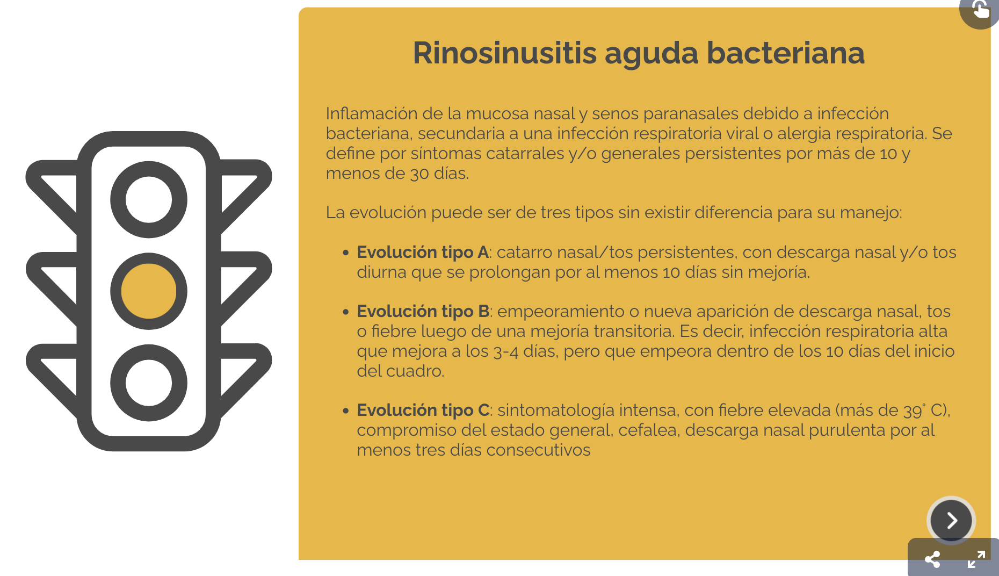 Rinosinusitis aguda bacteriana
Inflamación de la mucosa nasal y senos paranasales debido a infección
bacteriana, secundaria a una infección respiratoria viral o alergia respiratoria. Se
define por síntomas catarrales y/o generales persistentes por más de 10 y
menos de 30 días.
La evolución puede ser de tres tipos sin existir diferencia para su manejo:
• Evolución tipo A: catarro nasal/tos persistentes, con descarga nasal y/o tos
diurna que se prolongan por al menos 10 días sin mejoría.
• Evolución tipo B: empeoramiento o nueva aparición de descarga nasal, tos
o fiebre luego de una mejoría transitoria. Es decir, infección respiratoria alta
que mejora a los 3-4 días, pero que empeora dentro de los 10 días del inicio
del cuadro.
• Evolución tipo C: sintomatología intensa, con fiebre elevada (más de 39° C),
compromiso del estado general, cefalea, descarga nasal purulenta por al
menos tres días consecutivos